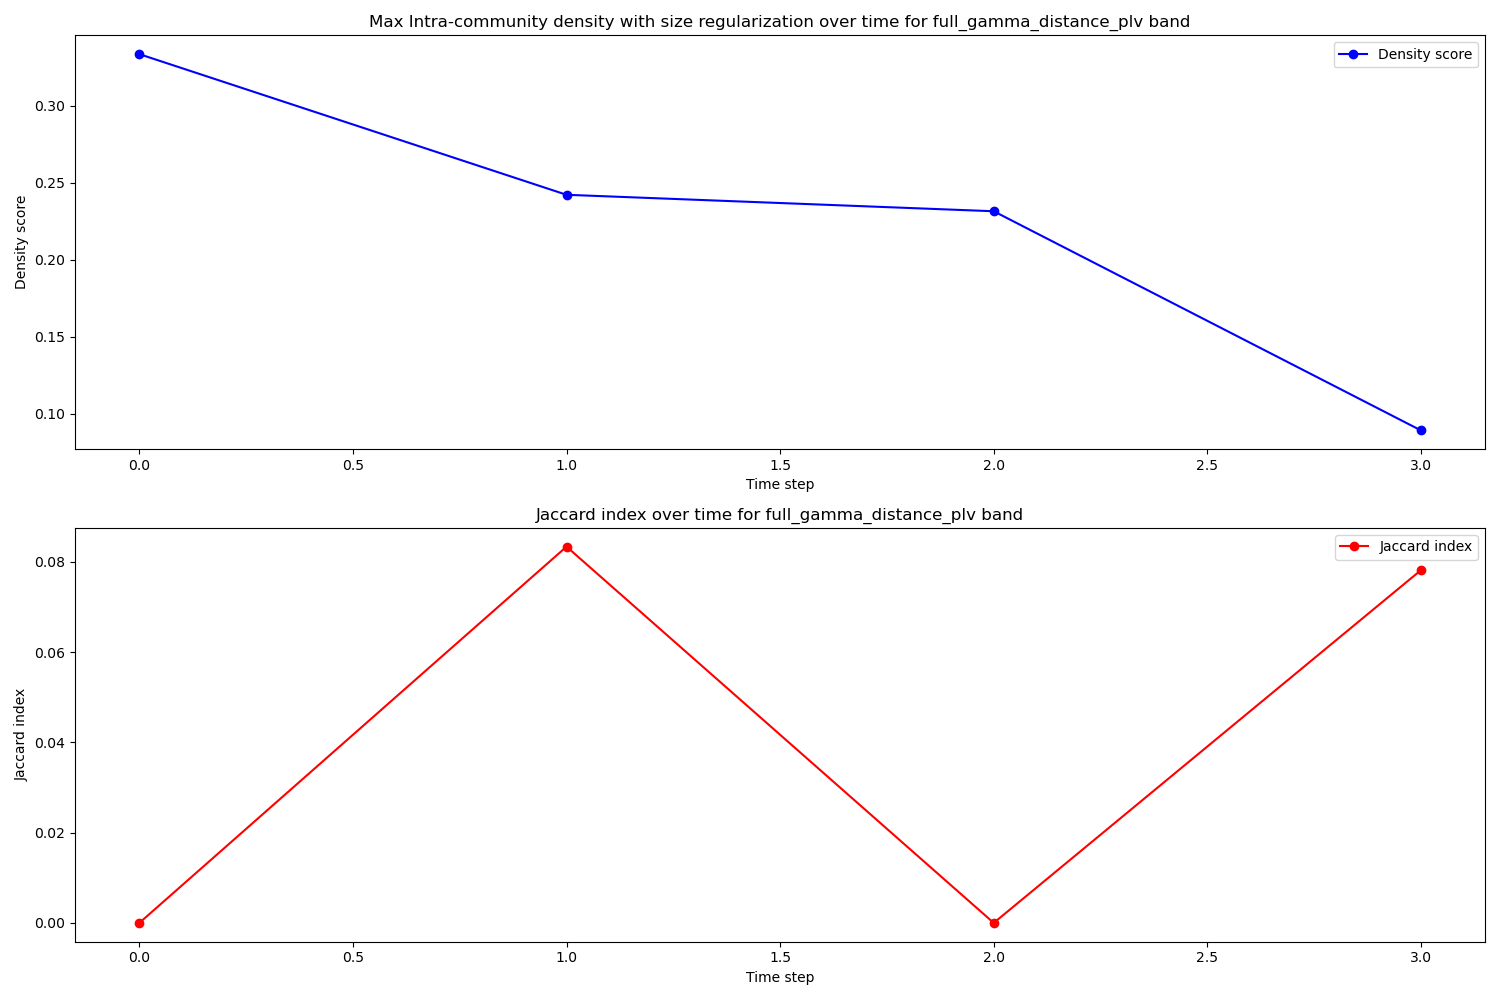 Max Intra-community density with size regularization over time for full_gamma_distance_plv band
Density score
0.30
0.25
0.20
0.15
0.10
Density score
0.0 0.5 1.0 1.5 2.0 2.5 3.0
Time step
Jaccard index over time for full_gamma_distance_plv band
Jaccard index
0.08
0.06
0.04
0.02
0.00
Jaccard index
0.0 0.5 1.0 1.5 2.0 2.5 3.0
Time step